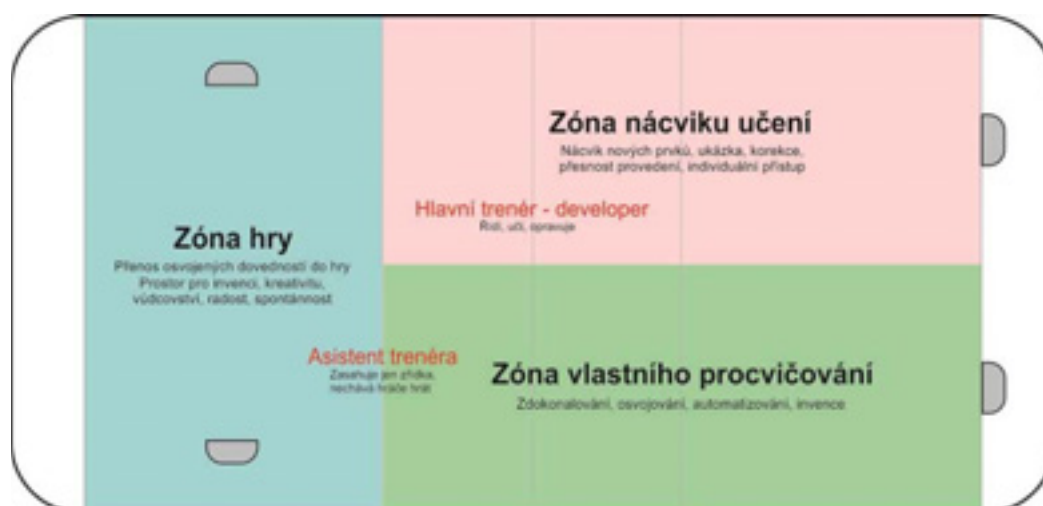 Zóna nácviku učení
Nácvik nových prvků, ukázka, korekce,
přesnost provedení, individuální přístup
Hlavní trenér - developer
Řídí, učí, opravuje
Zóna hry
Přenos osvojených dovedností do hry
Prostor pro invenci, kreativitu,
vůdcovství, radost, spontánnost
Asistent trenéra
Zasahuje jen zřídka,
nechává hráče hrát
Zóna vlastního procvičování
Zdokonalování, osvojování, automatizování, invence